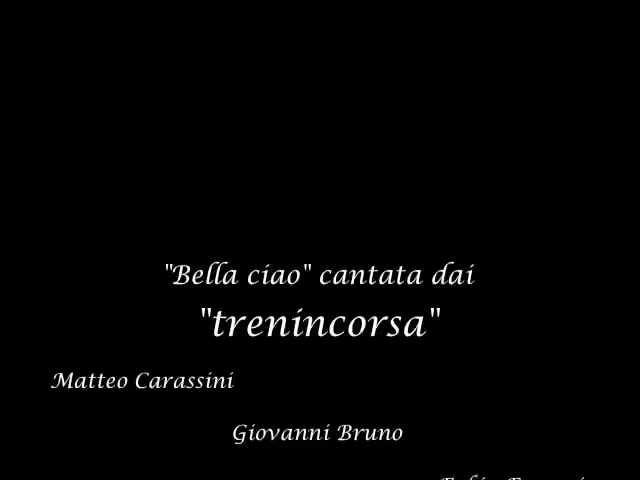 "Bella ciao" cantata dai
"trenincorsa"
Matteo Carassini
Giovanni Bruno